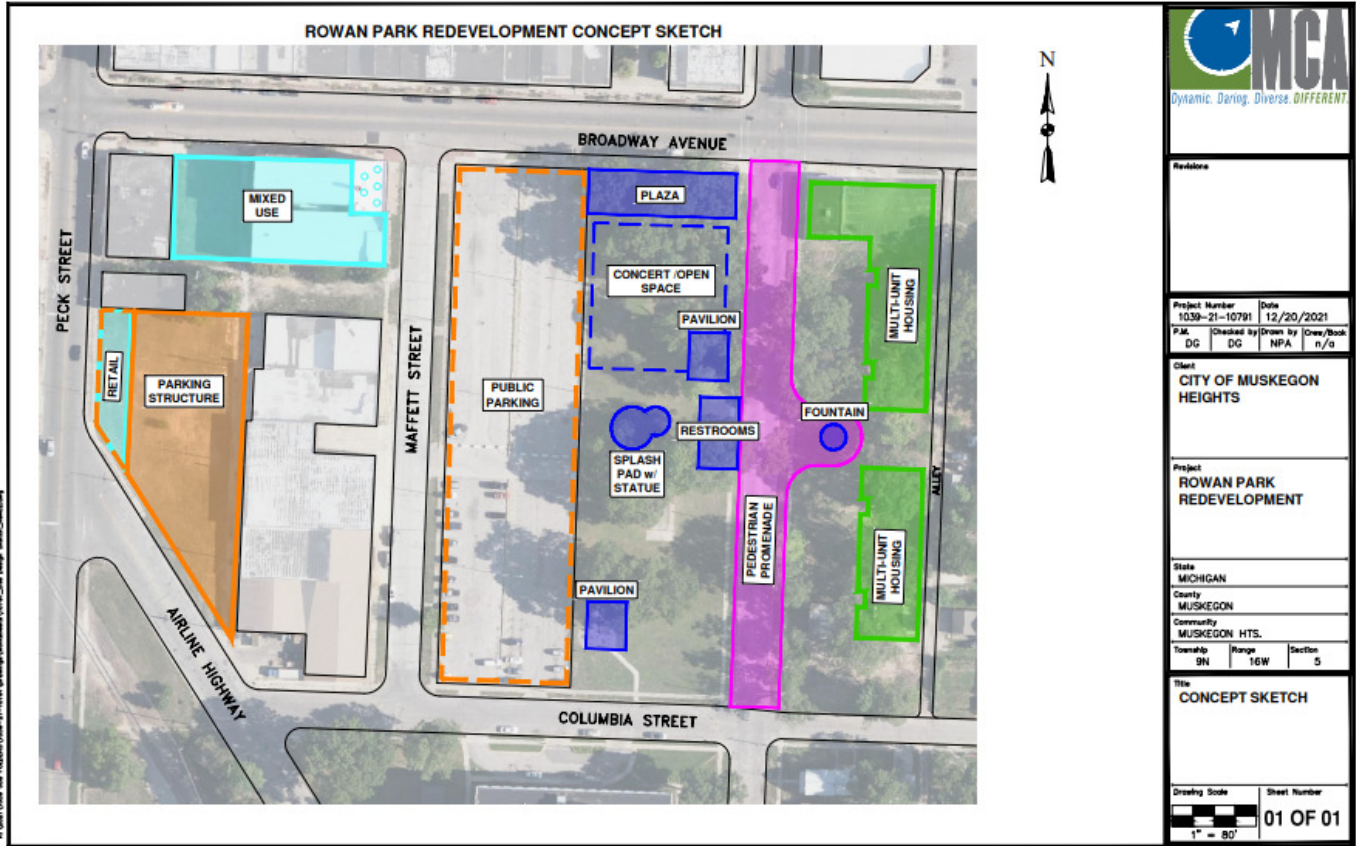 ROWAN PARK REDEVELOPMENT CONCEPT SKETCH
N
BROADWAY AVENUE
PECK STREET
MIXED
USE
PLAZA
CONCERT /OPEN
SPACE
PAVILION
MULTI-UNIT
HOUSING
RETAIL
PARKING
STRUCTURE
MAFFETT STREET
PUBLIC
PARKING
FOUNTAIN
RESTROOMS
SPLASH
PAD w/
STATUE
ALLEY
PEDESTRIAN
PROMENADE
MULTI-UNIT
HOUSING
PAVILION
AIRLINE HIGHWAY
COLUMBIA STREET
MCA
Dynamic. Daring. Diverse. DIFFERENT.
Revisions
Project Number Date
1039-21-10791 12/20/2021
P.M. Checked by Drawn by Crew/Book
DG DG NPA n/a
Client
CITY OF MUSKEGON
HEIGHTS
Project
ROWAN PARK
REDEVELOPMENT
State
MICHIGAN
County
MUSKEGON
Community
MUSKEGON HTS.
Township Range Section
9N 16W 5
Title
CONCEPT SKETCH
Drawing Scale Sheet Number
1" = 80' 01 OF 01